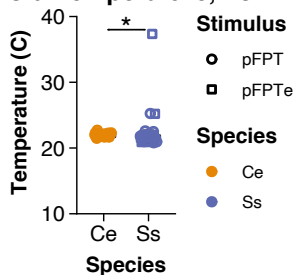 40
30
20
10
Temperature (C)
*
Ce
Ss
Species
Stimulus
pFPT
pFPTe
Species
Ce
Ss